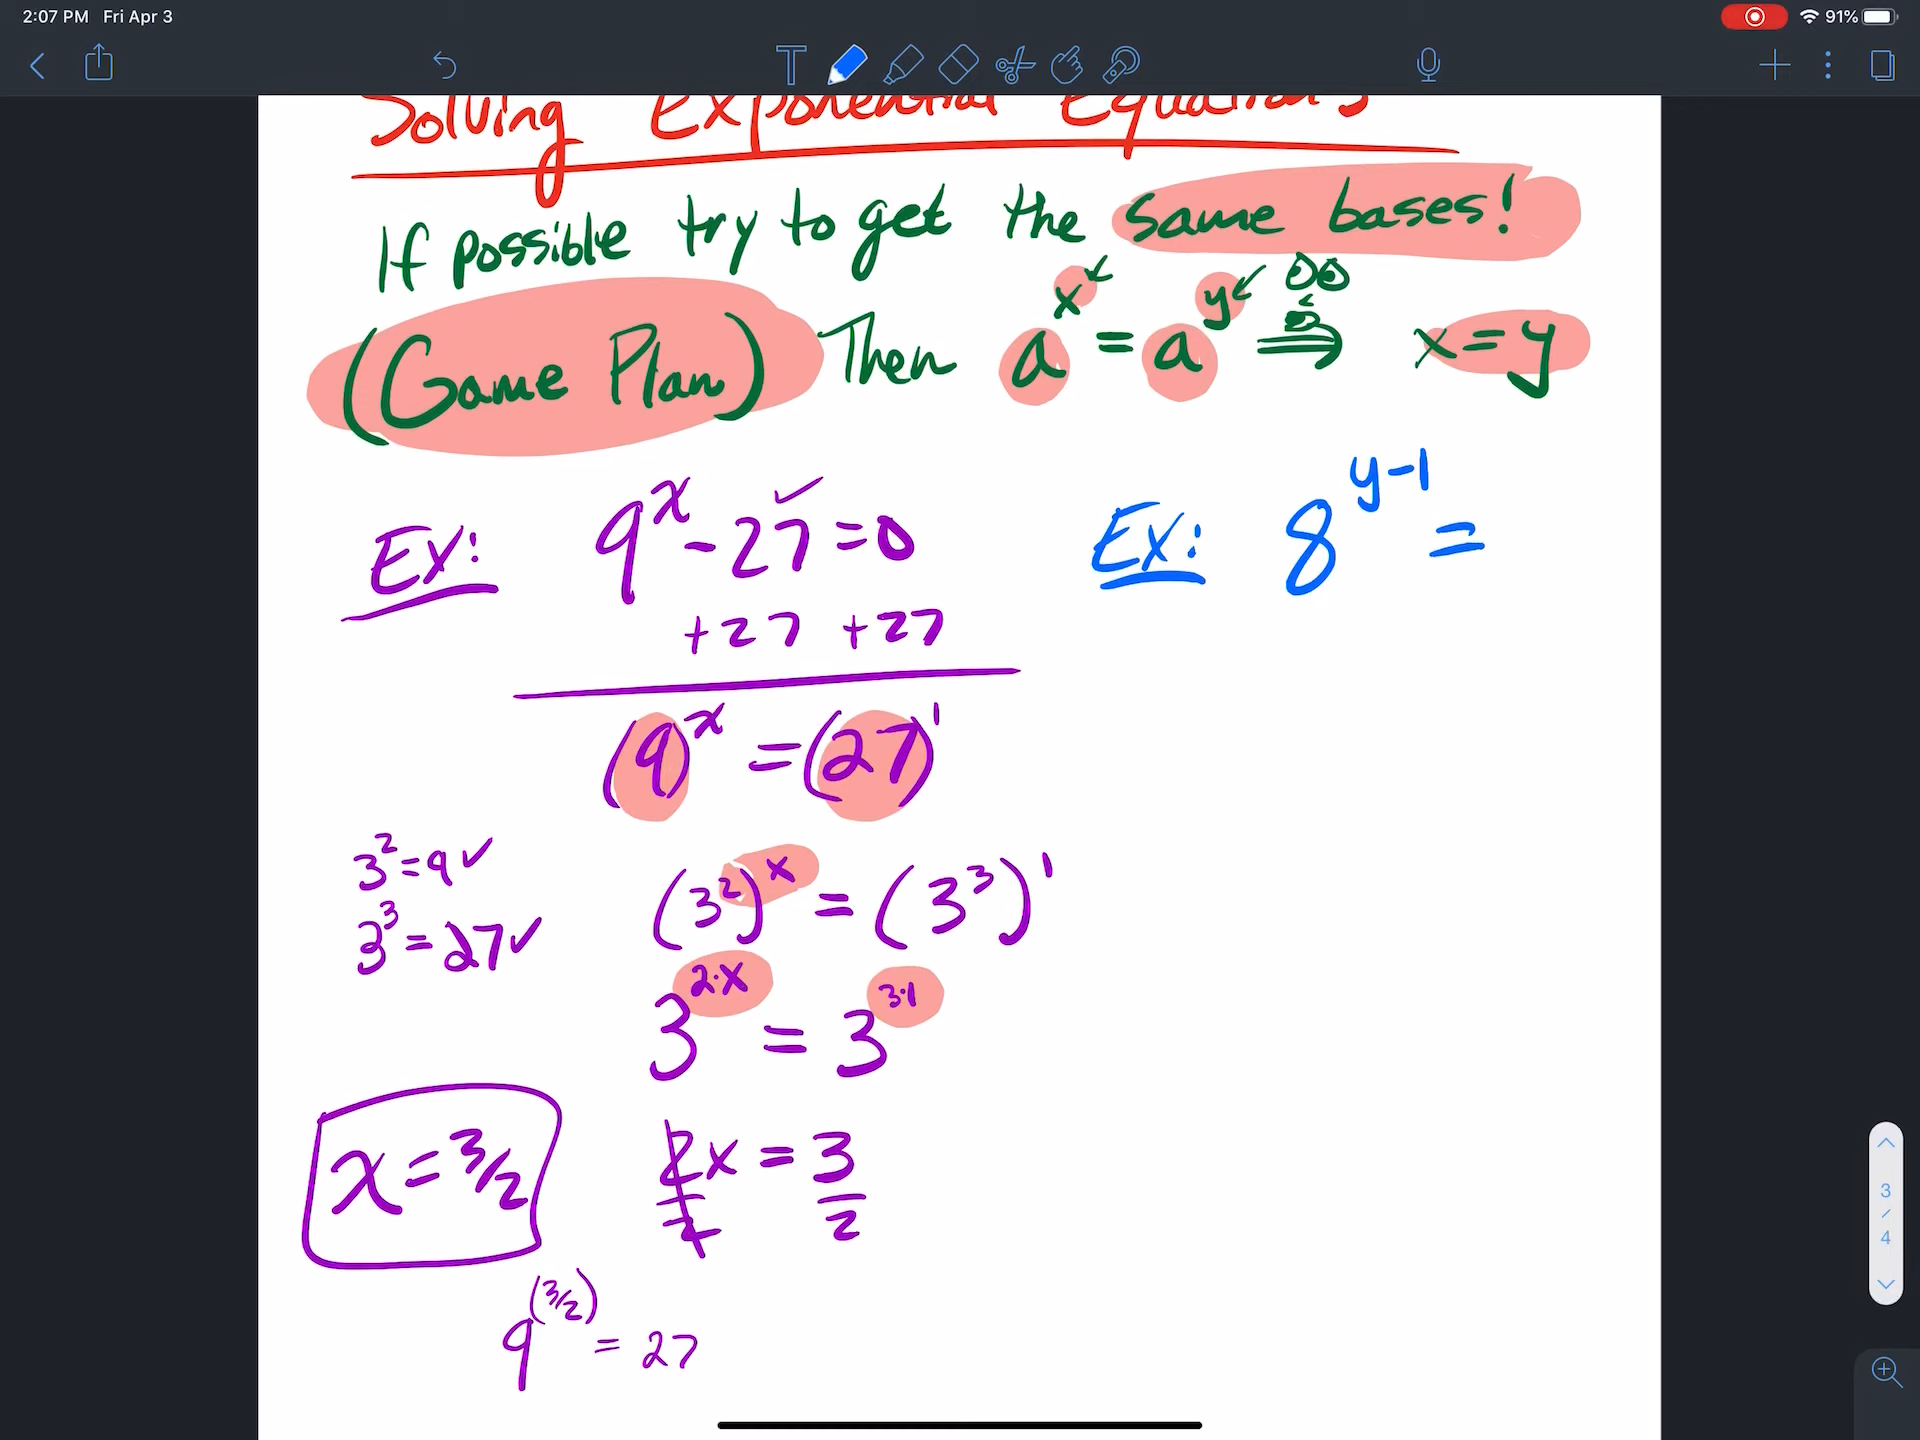 2:07 PM Fri Apr 3
91%
T
Solving Exponential Equations
If possible try to get the same bases!
(Game Plan) Then a^x = a^y ⇒ x = y
Ex: 9^x - 27 = 0
+27 +27
(9)^x = (27)^1
3^2 = 9 ✓
3^3 = 27 ✓
(3^2)^x = (3^3)^1
3^{2·x} = 3^{3·1}
2x = 3
2 2
x = 3/2
9^(3/2) = 27
Ex: 8^{y-1} =
3
/
4